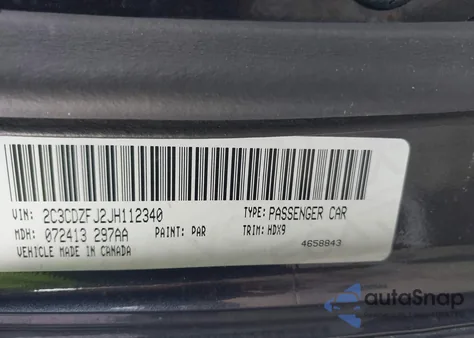 VIN: 2C3CDZFJ2JH112340 TYPE: PASSENGER CAR
MDH: 072413 297AA PAINT: PAR TRIM: HDX9
VEHICLE MADE IN CANADA 4658843
autoSnap